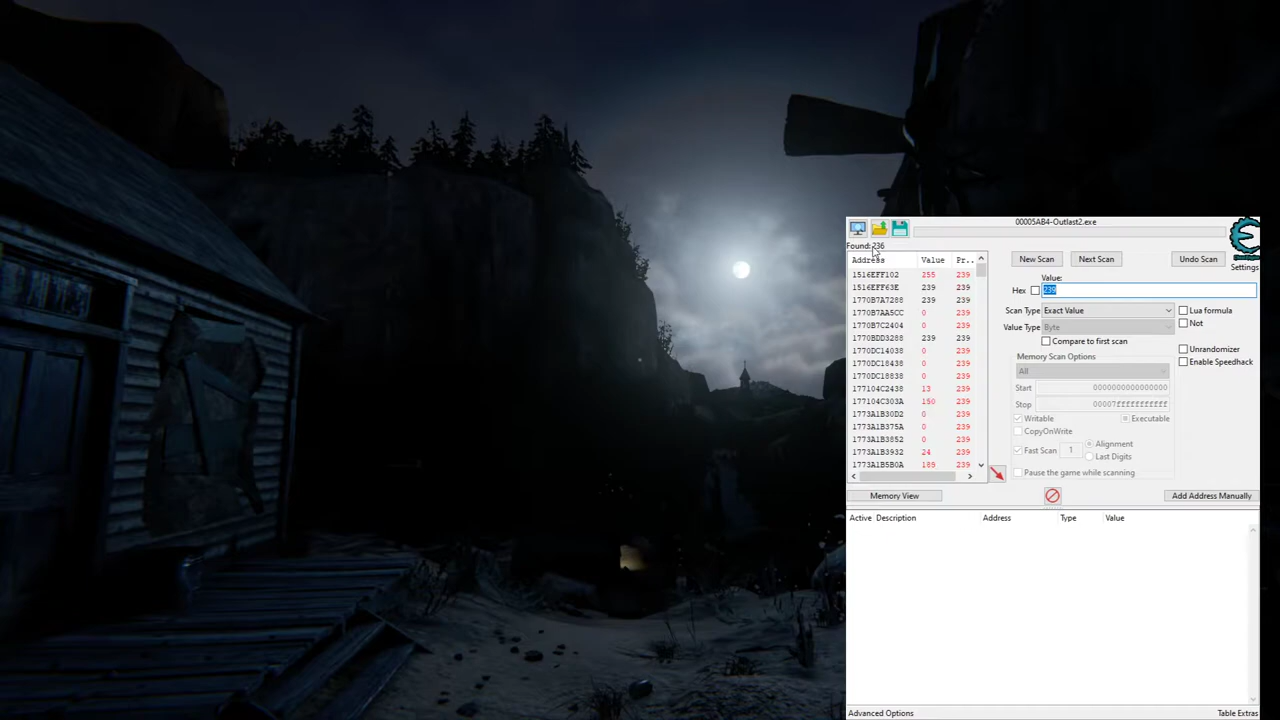 00005AB4-Outlast2.exe
Found:236
Settings
Address Value Pr..
1516EFF102 255 239
1516EFF63E 239 239
1770B7A7288 239 239
1770B7AA5CC 0 239
1770B7C2404 0 239
1770BDD3288 239 239
1770DC14038 0 239
1770DC18438 0 239
1770DC18838 0 239
177104C2438 13 239
177104C303A 150 239
1773A1B30D2 0 239
1773A1B375A 0 239
1773A1B3852 0 239
1773A1B3932 24 239
1773A1B5B0A 189 239
New Scan Next Scan Undo Scan
Value:
Hex 239
Scan Type Exact Value Lua formula
Not
Value Type Byte
Compare to first scan
Memory Scan Options Unrandomizer
All Enable Speedhack
Start 0000000000000000
Stop 00007fffffffffff
Writable Executable
CopyOnWrite
Fast Scan 1 Alignment
Last Digits
Pause the game while scanning
Memory View Add Address Manually
Active Description Address Type Value
Advanced Options Table Extras